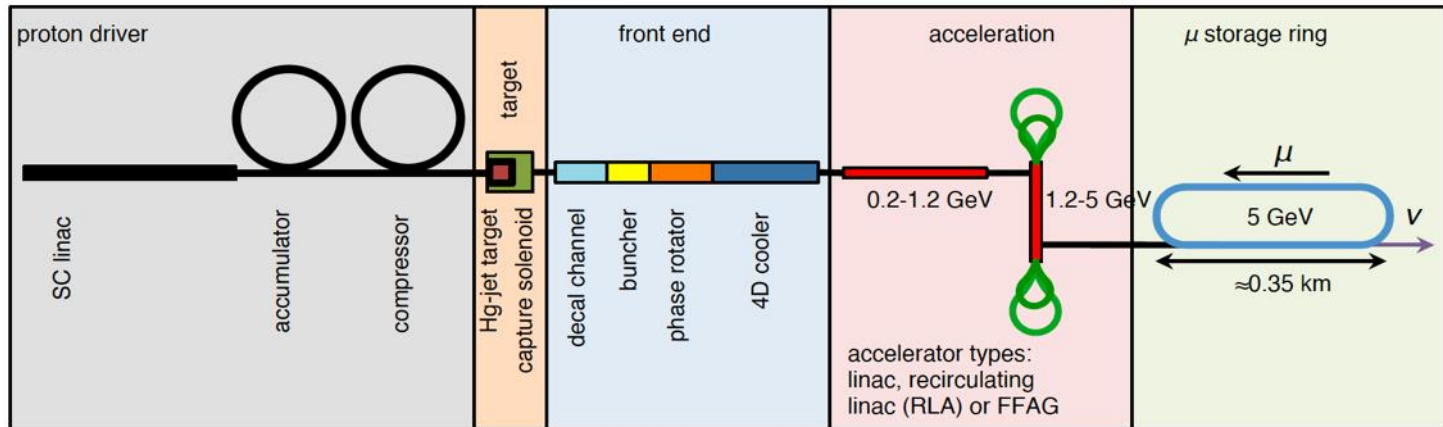 proton driver
SC linac
accumulator
compressor
target
Hg-jet target
capture solenoid
front end
decal channel
buncher
phase rotator
4D cooler
acceleration
0.2-1.2 GeV
1.2-5 GeV
accelerator types:
linac, recirculating
linac (RLA) or FFAG
μ storage ring
μ
5 GeV
ν
≈0.35 km